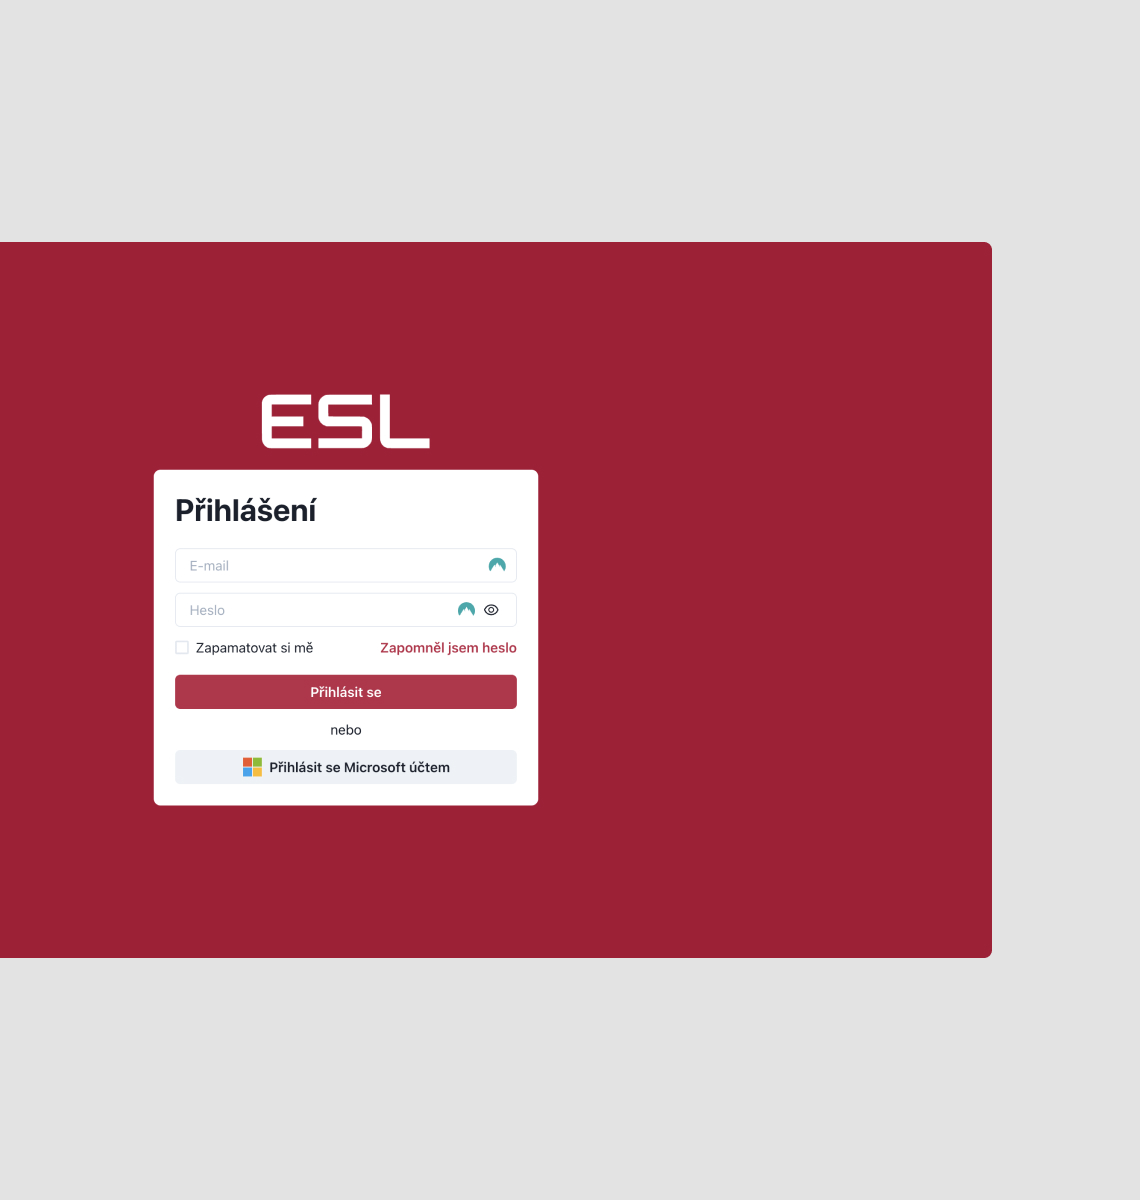 ESL
Přihlášení
E-mail
Heslo
Zapamatovat si mě
Zapomněl jsem heslo
Přihlásit se
nebo
Přihlásit se Microsoft účtem